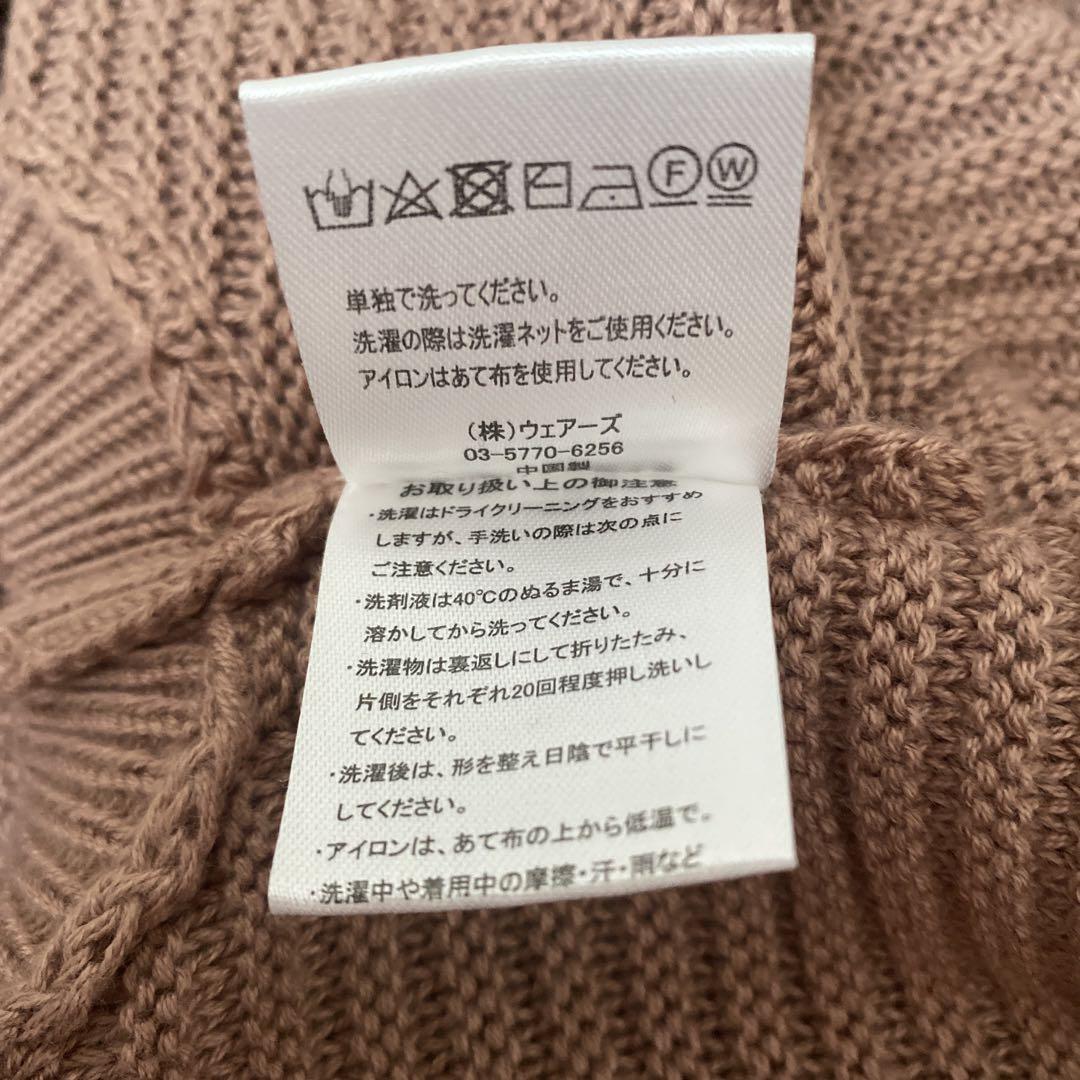 F W
単独で洗ってください。
洗濯の際は洗濯ネットをご使用ください。
アイロンはあて布を使用してください。
(株)ウェアーズ
03-5770-6256
中国製
お取り扱い上の御注意
・洗濯はドライクリーニングをおすすめ
しますが、手洗いの際は次の点に
ご注意ください。
・洗剤液は40℃のぬるま湯で、十分に
溶かしてから洗ってください。
・洗濯物は裏返しにして折りたたみ、
片側をそれぞれ20回程度押し洗いし
てください。
・洗濯後は、形を整え日陰で平干しに
してください。
・アイロンは、あて布の上から低温で。
・洗濯中や着用中の摩擦・汗・雨など